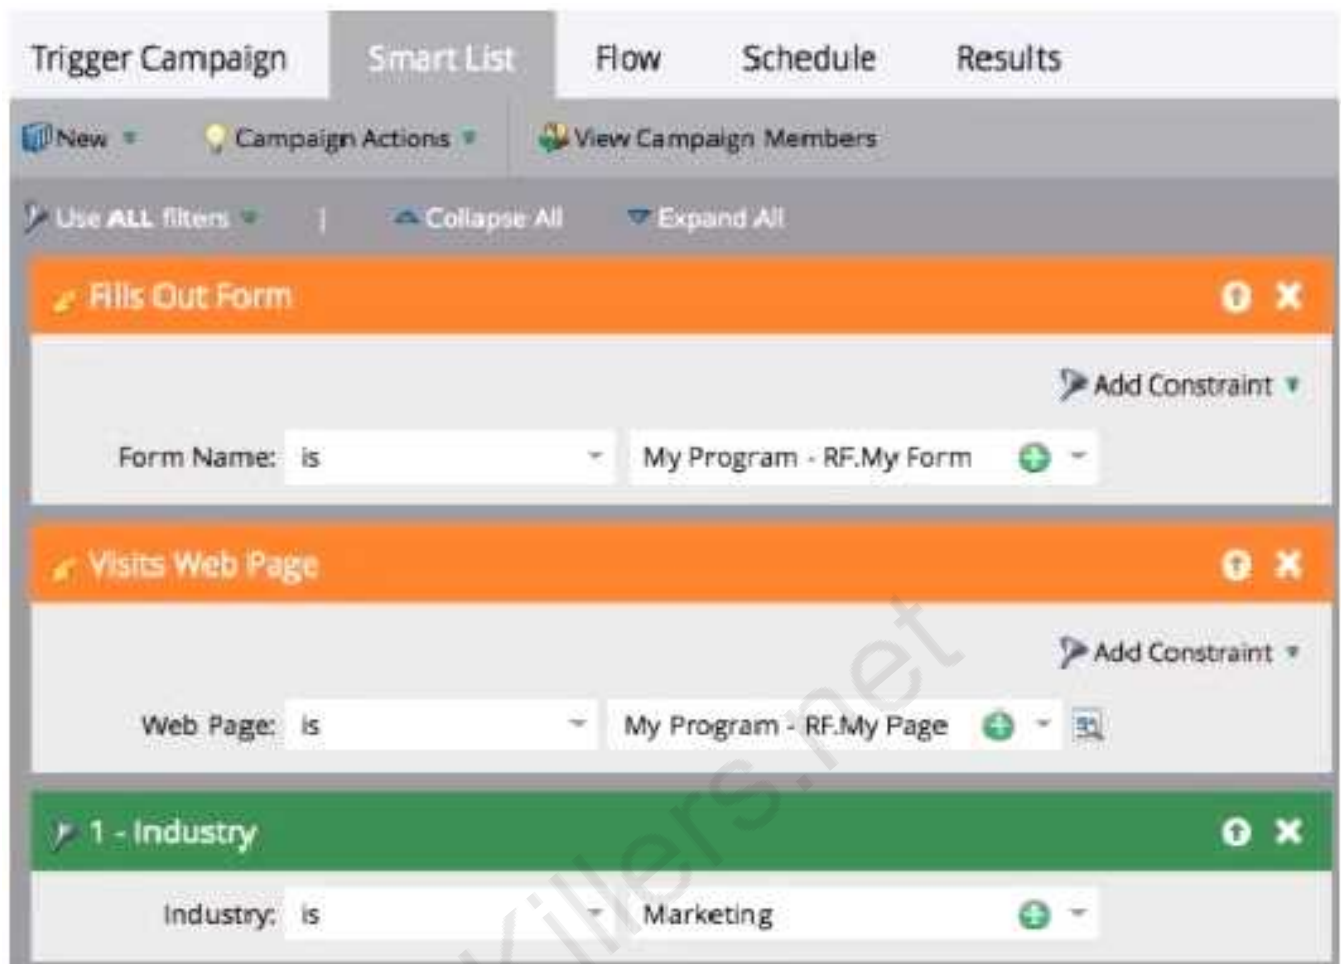 Trigger Campaign Smart List Flow Schedule Results
New Campaign Actions View Campaign Members
Use ALL filters | Collapse All Expand All
Fills Out Form
Add Constraint
Form Name: is My Program - RF.My Form
Visits Web Page
Add Constraint
Web Page: is My Program - RF.My Page
1 - Industry
Industry: is Marketing
Killers.net